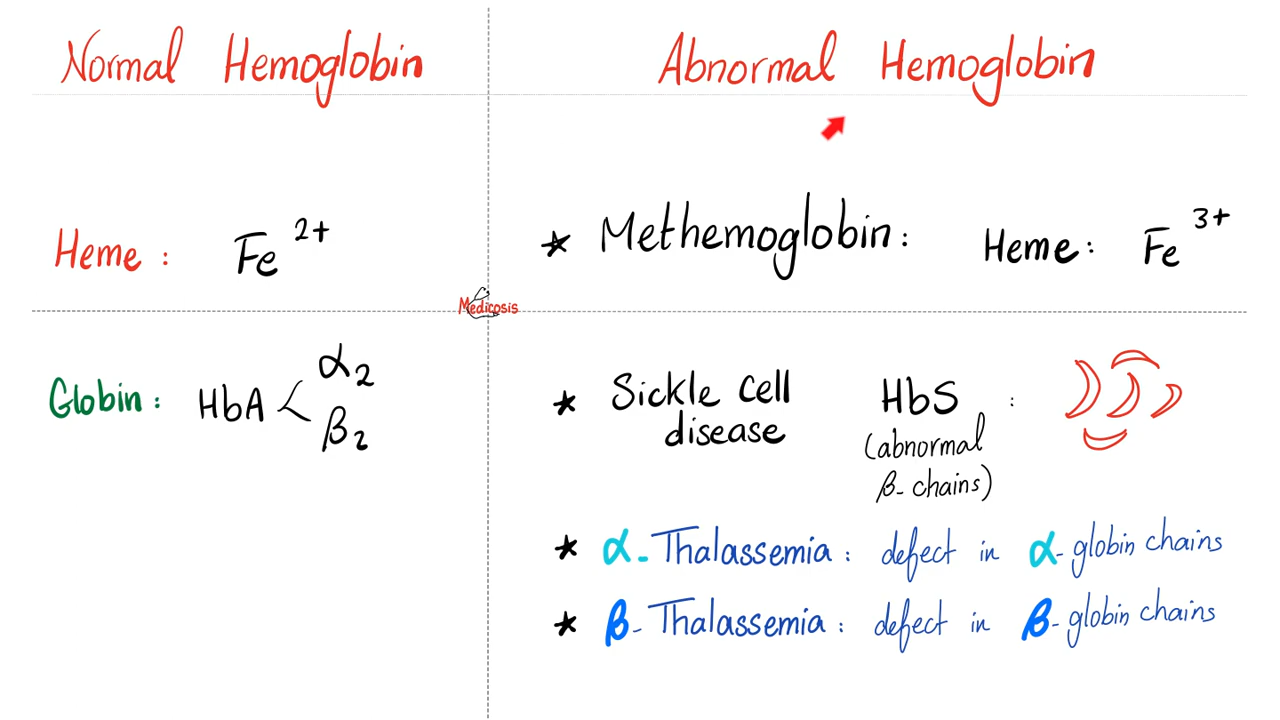 Normal Hemoglobin
Abnormal Hemoglobin
Heme : Fe 2+
* Methemoglobin : Heme : Fe 3+
Medicosis
Globin : HbA < α2 β2
* Sickle Cell disease HbS :
(abnormal
β- chains)
* α- Thalassemia : defect in α- globin chains
* β- Thalassemia : defect in β- globin chains